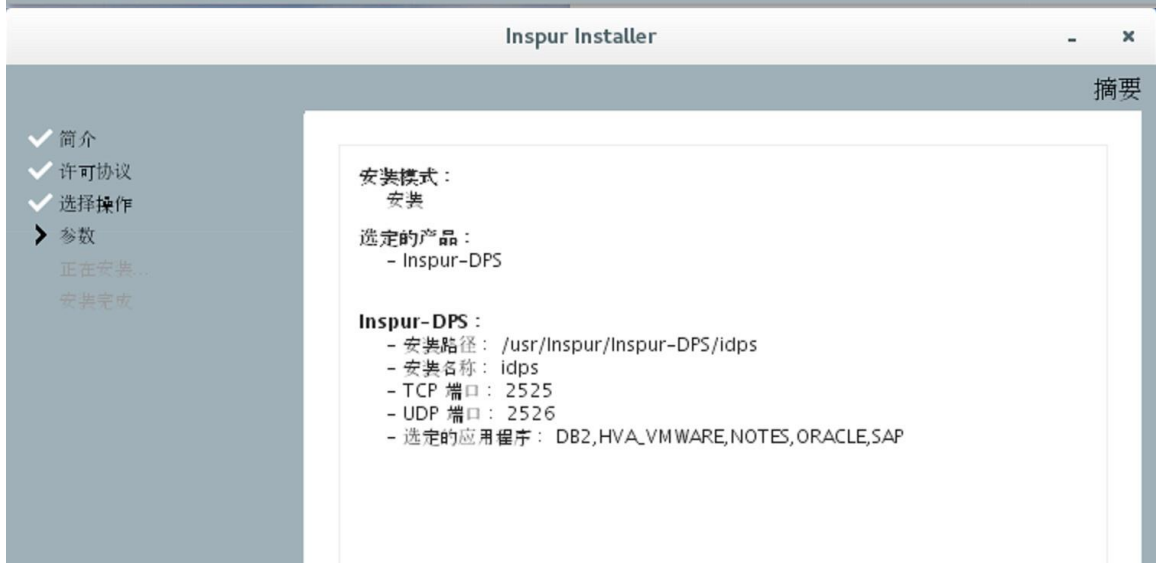 Inspur Installer
摘要
简介
许可协议
选择操作
参数
正在安装...
安装完成
安装模式：
安装
选定的产品：
- Inspur-DPS
Inspur-DPS：
- 安装路径： /usr/Inspur/Inspur-DPS/idps
- 安装名称： idps
- TCP 端口： 2525
- UDP 端口： 2526
- 选定的应用程序： DB2,HVA_VMWARE,NOTES,ORACLE,SAP